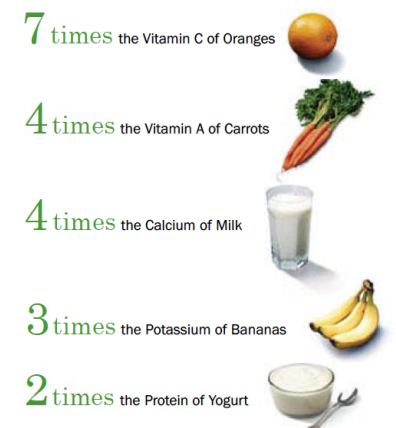 7 times the Vitamin C of Oranges
4 times the Vitamin A of Carrots
4 times the Calcium of Milk
3 times the Potassium of Bananas
2 times the Protein of Yogurt